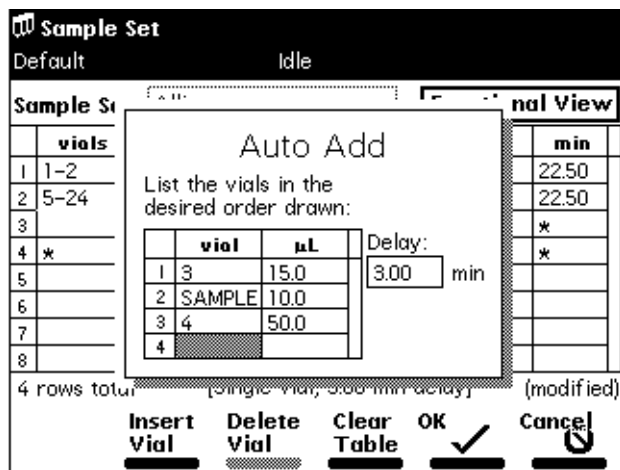 Sample Set
Default Idle
Sample S nal View
vials min
1 1-2 22.50
2 5-24 22.50
3 *
4 * *
5
6
7
8
Auto Add
List the vials in the
desired order drawn:
vial µL
1 3 15.0
2 SAMPLE 10.0
3 4 50.0
4
Delay:
3.00 min
4 rows total (modified)
Insert Vial
Delete Vial
Clear Table
OK
Cancel